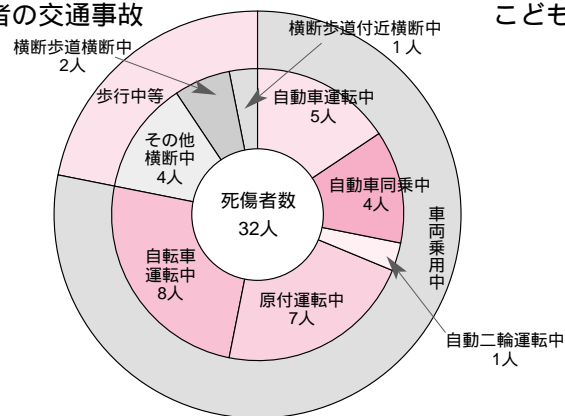 者の交通事故
こども
横断歩道付近横断中
1人
横断歩道横断中
2人
歩行中等
自動車運転中
5人
その他
横断中
4人
自動車同乗中
4人
死傷者数
32人
車両乗用中
自転車
運転中
8人
原付運転中
7人
自動二輪運転中
1人